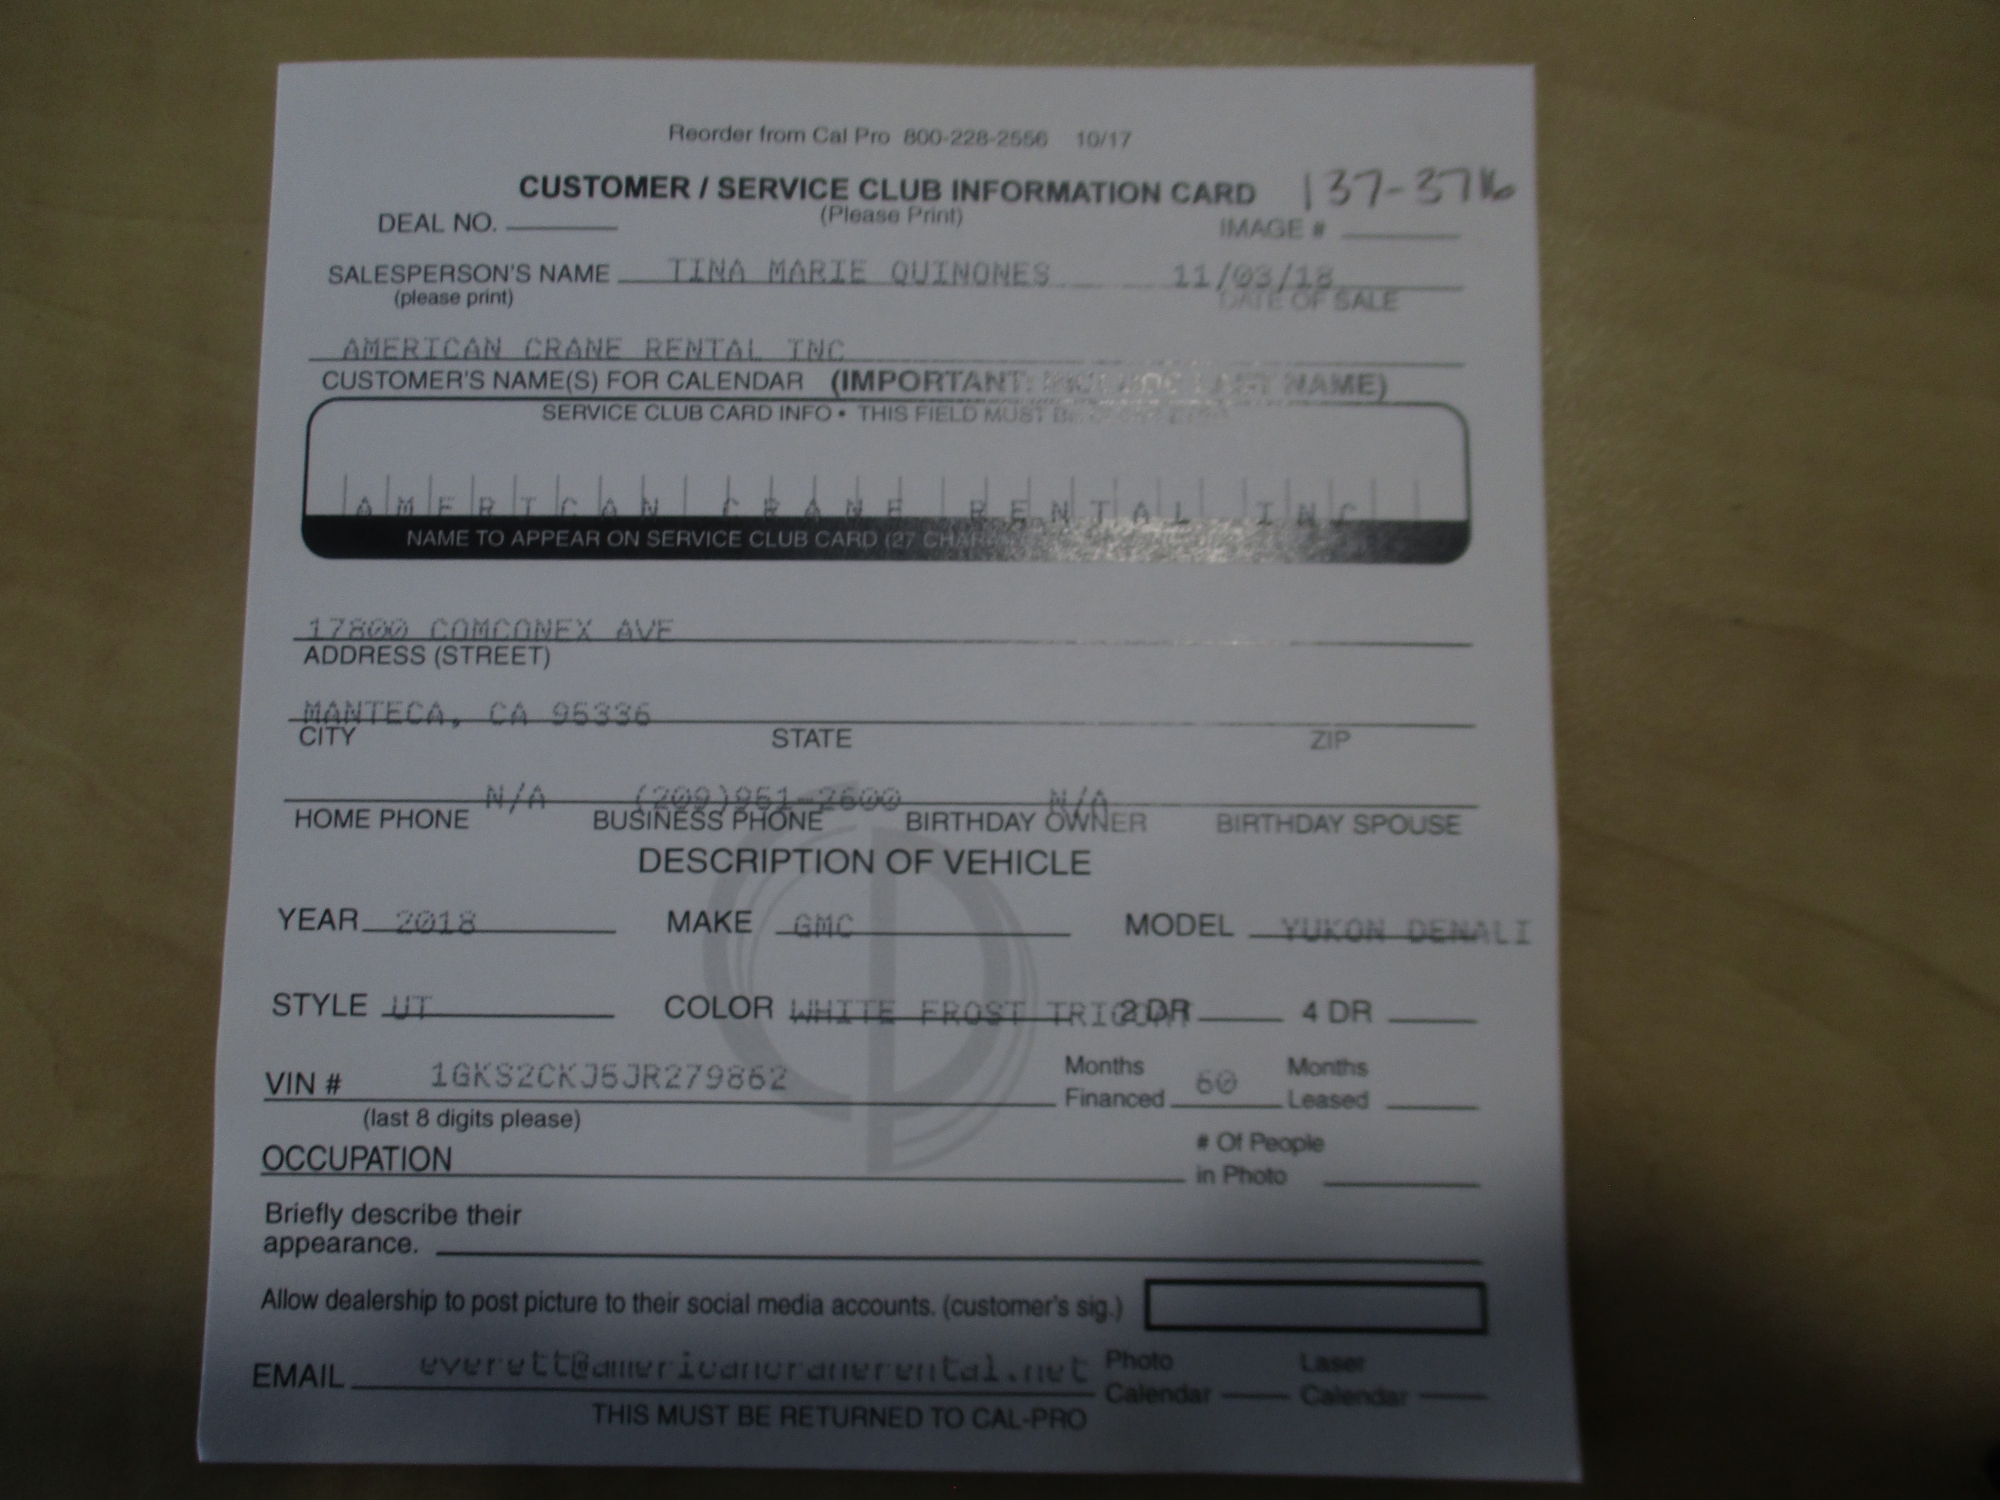 Reorder from Cal Pro 800-228-2556 10/17
CUSTOMER / SERVICE CLUB INFORMATION CARD 137-3716
(Please Print)
DEAL NO. IMAGE #
SALESPERSON'S NAME TINA MARIE QUINONES 11/03/18
(please print) DATE OF SALE
AMERICAN CRANE RENTAL INC
CUSTOMER'S NAME(S) FOR CALENDAR (IMPORTANT: INCLUDE LAST NAME)
SERVICE CLUB CARD INFO • THIS FIELD MUST BE
AMERICAN CRANE RENTAL INC
NAME TO APPEAR ON SERVICE CLUB CARD (27
17800 COMCONEX AVE
ADDRESS (STREET)
MANTECA, CA 95336
CITY STATE ZIP
N/A (209)951-2600 N/A
HOME PHONE BUSINESS PHONE BIRTHDAY OWNER BIRTHDAY SPOUSE
DESCRIPTION OF VEHICLE
YEAR 2018 MAKE GMC MODEL YUKON DENALI
STYLE UT COLOR WHITE FROST 2 DR 4 DR
VIN # 1GKS2CKJ5JR279862 Months Financed 60 Months Leased
(last 8 digits please)
OCCUPATION # Of People in Photo
Briefly describe their
appearance.
Allow dealership to post picture to their social media accounts. (customer's sig.)
EMAIL everett@americancranerental.net Photo Calendar Laser Calendar
THIS MUST BE RETURNED TO CAL-PRO